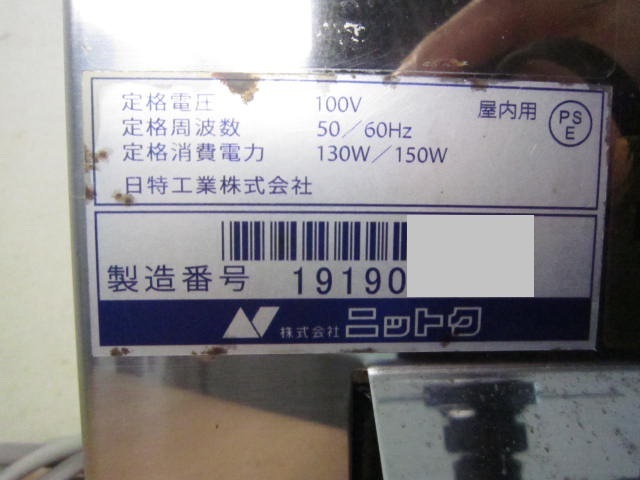 定格電圧 100V 屋内用 PSE
定格周波数 50／60Hz
定格消費電力 130W／150W
日特工業株式会社
製造番号 19190
株式会社 ニットク